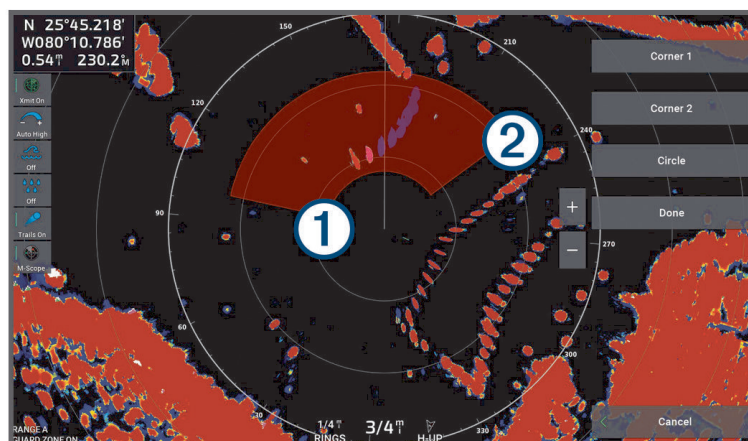 N 25°45.218'
W080°10.786'
0.54ⁿₘ 230.2°ᴍ
Xmit On
Auto High
Off
Off
Trails On
M-Scope
150
120
90
60
30
210
240
270
300
330
1
2
Corner 1
Corner 2
Circle
Done
+
−
Cancel
RANGE A
GUARD ZONE ON
1/4ⁿₘ
RINGS
3/4ⁿₘ
H-UP